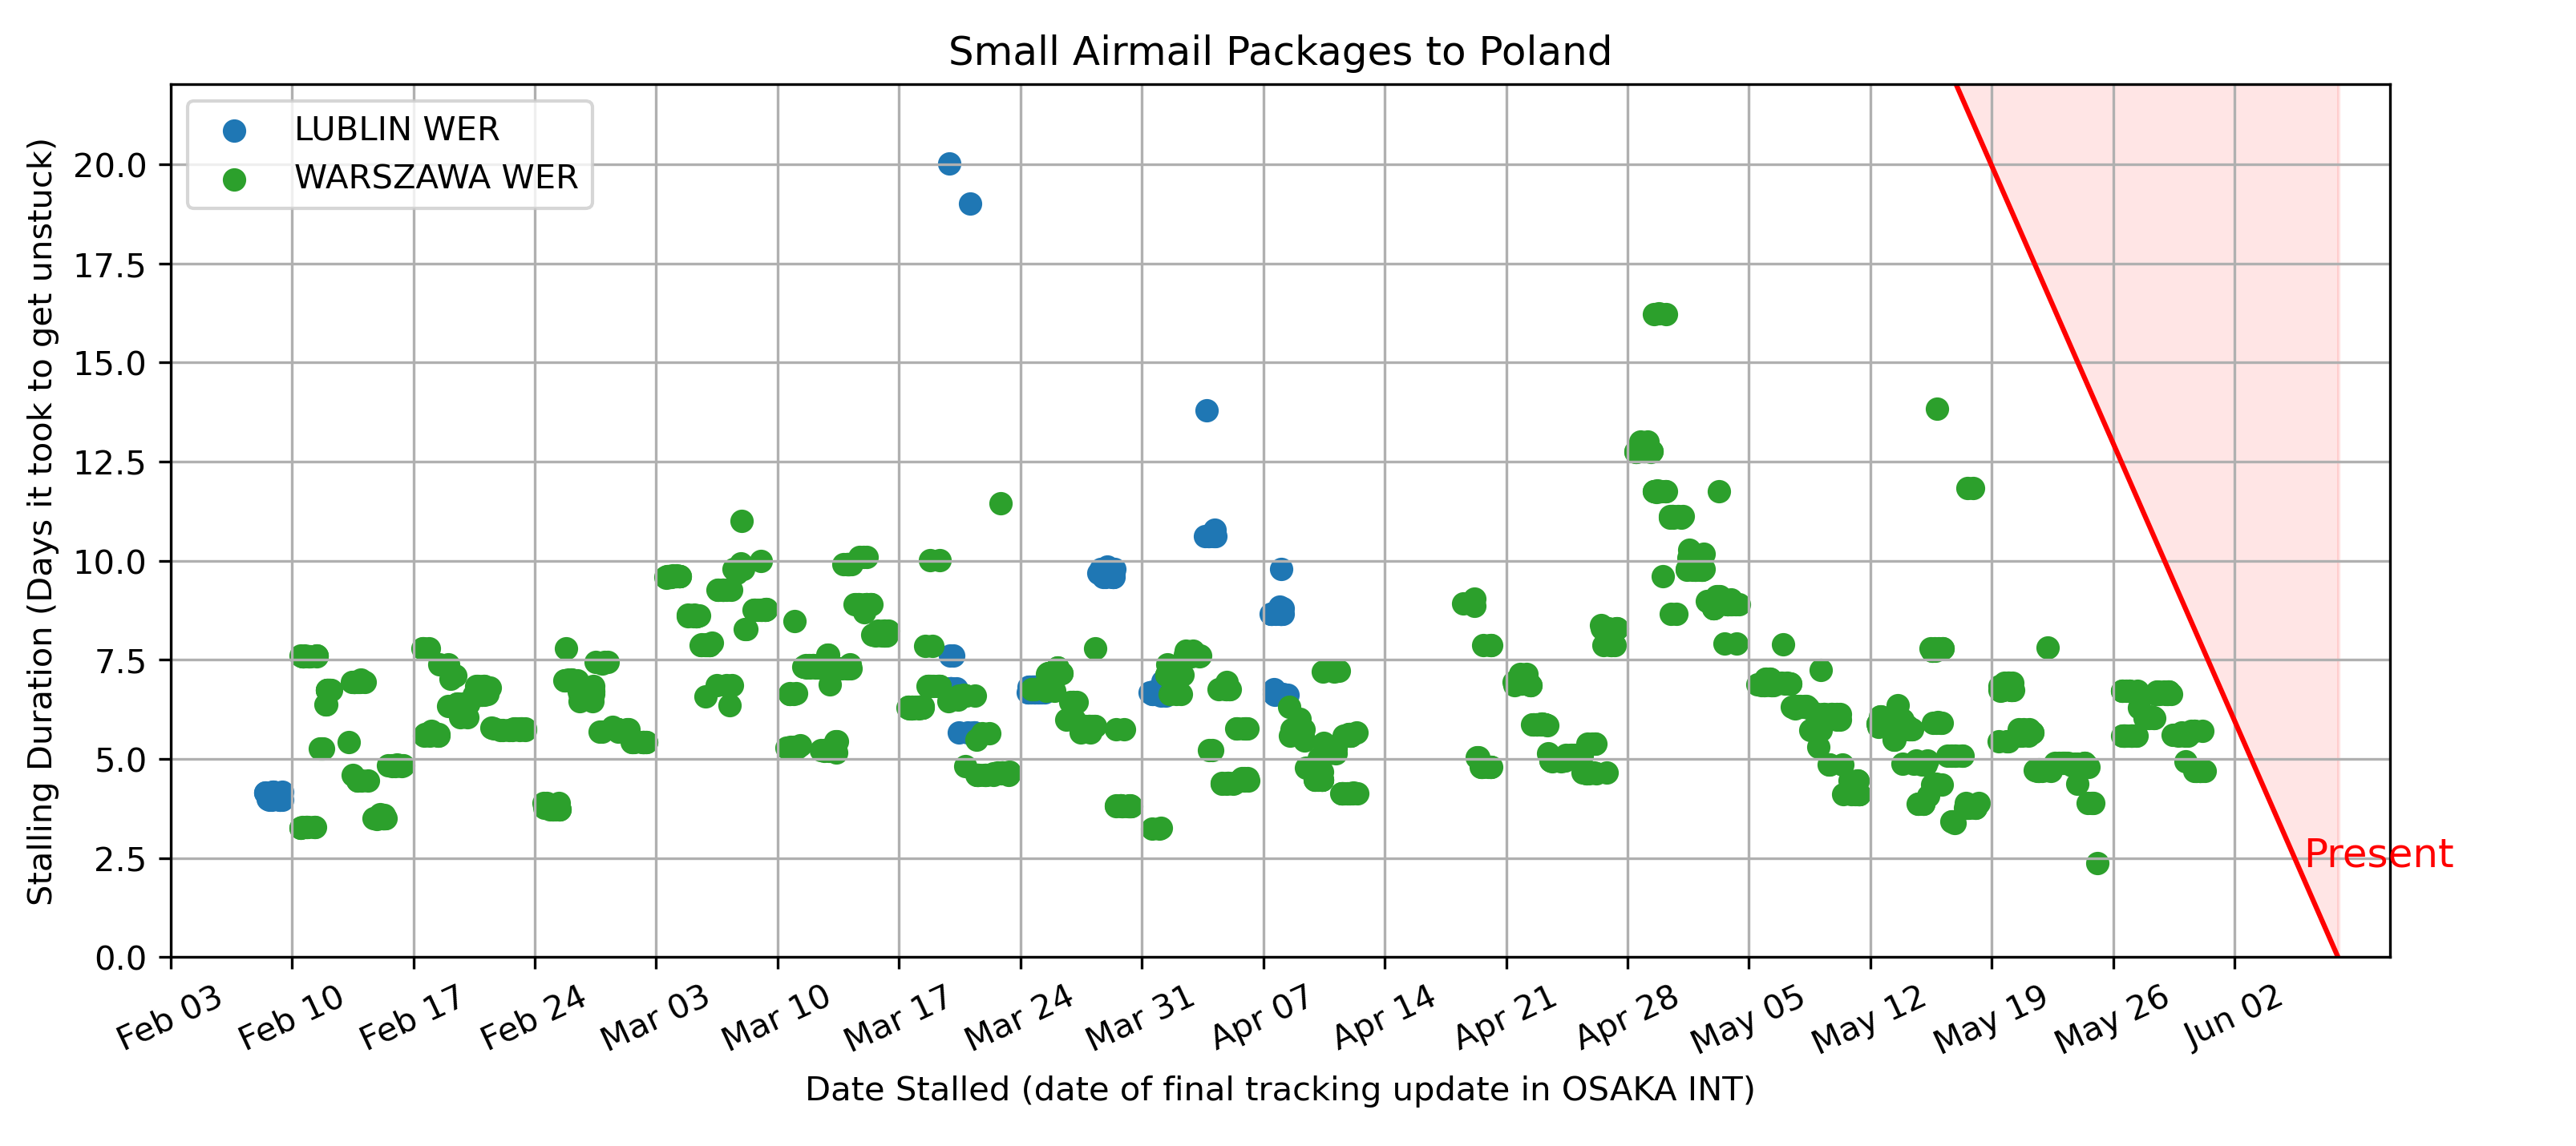 Small Airmail Packages to Poland
LUBLIN WER
WARSZAWA WER
Stalling Duration (Days it took to get unstuck)
20.0
17.5
15.0
12.5
10.0
7.5
5.0
2.5
0.0
Present
Feb 03
Feb 10
Feb 17
Feb 24
Mar 03
Mar 10
Mar 17
Mar 24
Mar 31
Apr 07
Apr 14
Apr 21
Apr 28
May 05
May 12
May 19
May 26
Jun 02
Date Stalled (date of final tracking update in OSAKA INT)